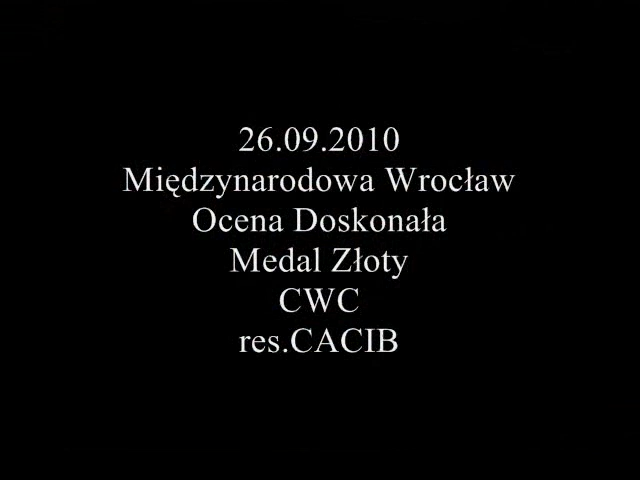 26.09.2010
Międzynarodowa Wrocław
Ocena Doskonała
Medal Złoty
CWC
res.CACIB